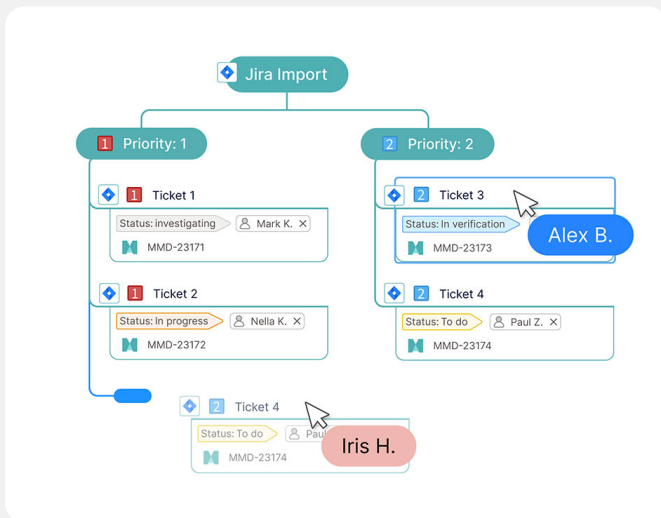 Jira Import
1 Priority: 1
2 Priority: 2
1 Ticket 1
Status: investigating Mark K. ×
MMD-23171
1 Ticket 2
Status: In progress Nella K. ×
MMD-23172
2 Ticket 3
Status: In verification
Alex B.
MMD-23173
2 Ticket 4
Status: To do Paul Z. ×
MMD-23174
2 Ticket 4
Status: To do
Iris H.
MMD-23174